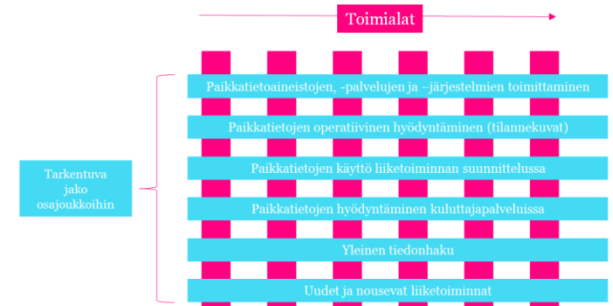 Toimialat
Paikkatietoaineistojen, -palvelujen ja –järjestelmien toimittaminen
Paikkatietojen operatiivinen hyödyntäminen (tilannekuvat)
Paikkatietojen käyttö liiketoiminnan suunnittelussa
Tarkentuva
jako
osajoukkoihin
Paikkatietojen hyödyntäminen kuluttajapalveluissa
Yleinen tiedonhaku
Uudet ja nousevat liiketoiminnat